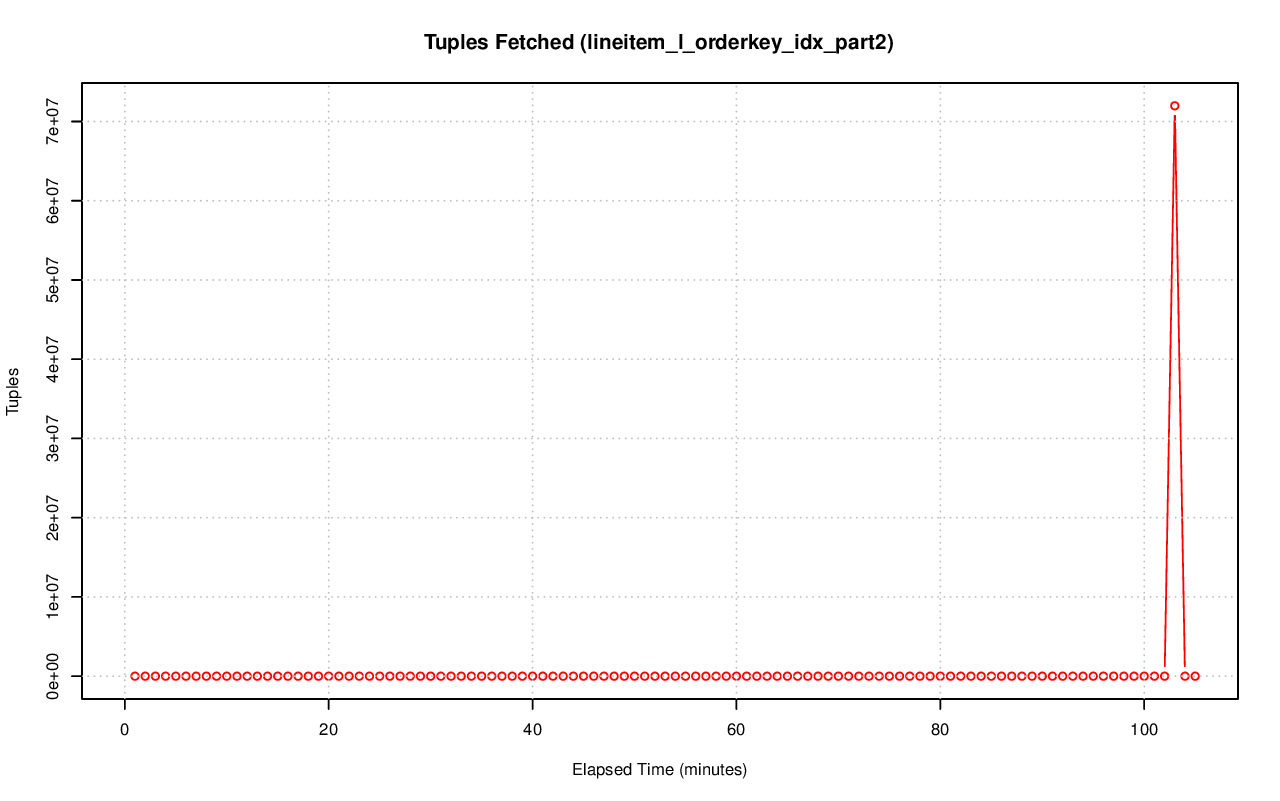 Tuples Fetched (lineitem_l_orderkey_idx_part2)
7e+07
6e+07
5e+07
4e+07
3e+07
2e+07
1e+07
0e+00
Tuples
0 20 40 60 80 100
Elapsed Time (minutes)